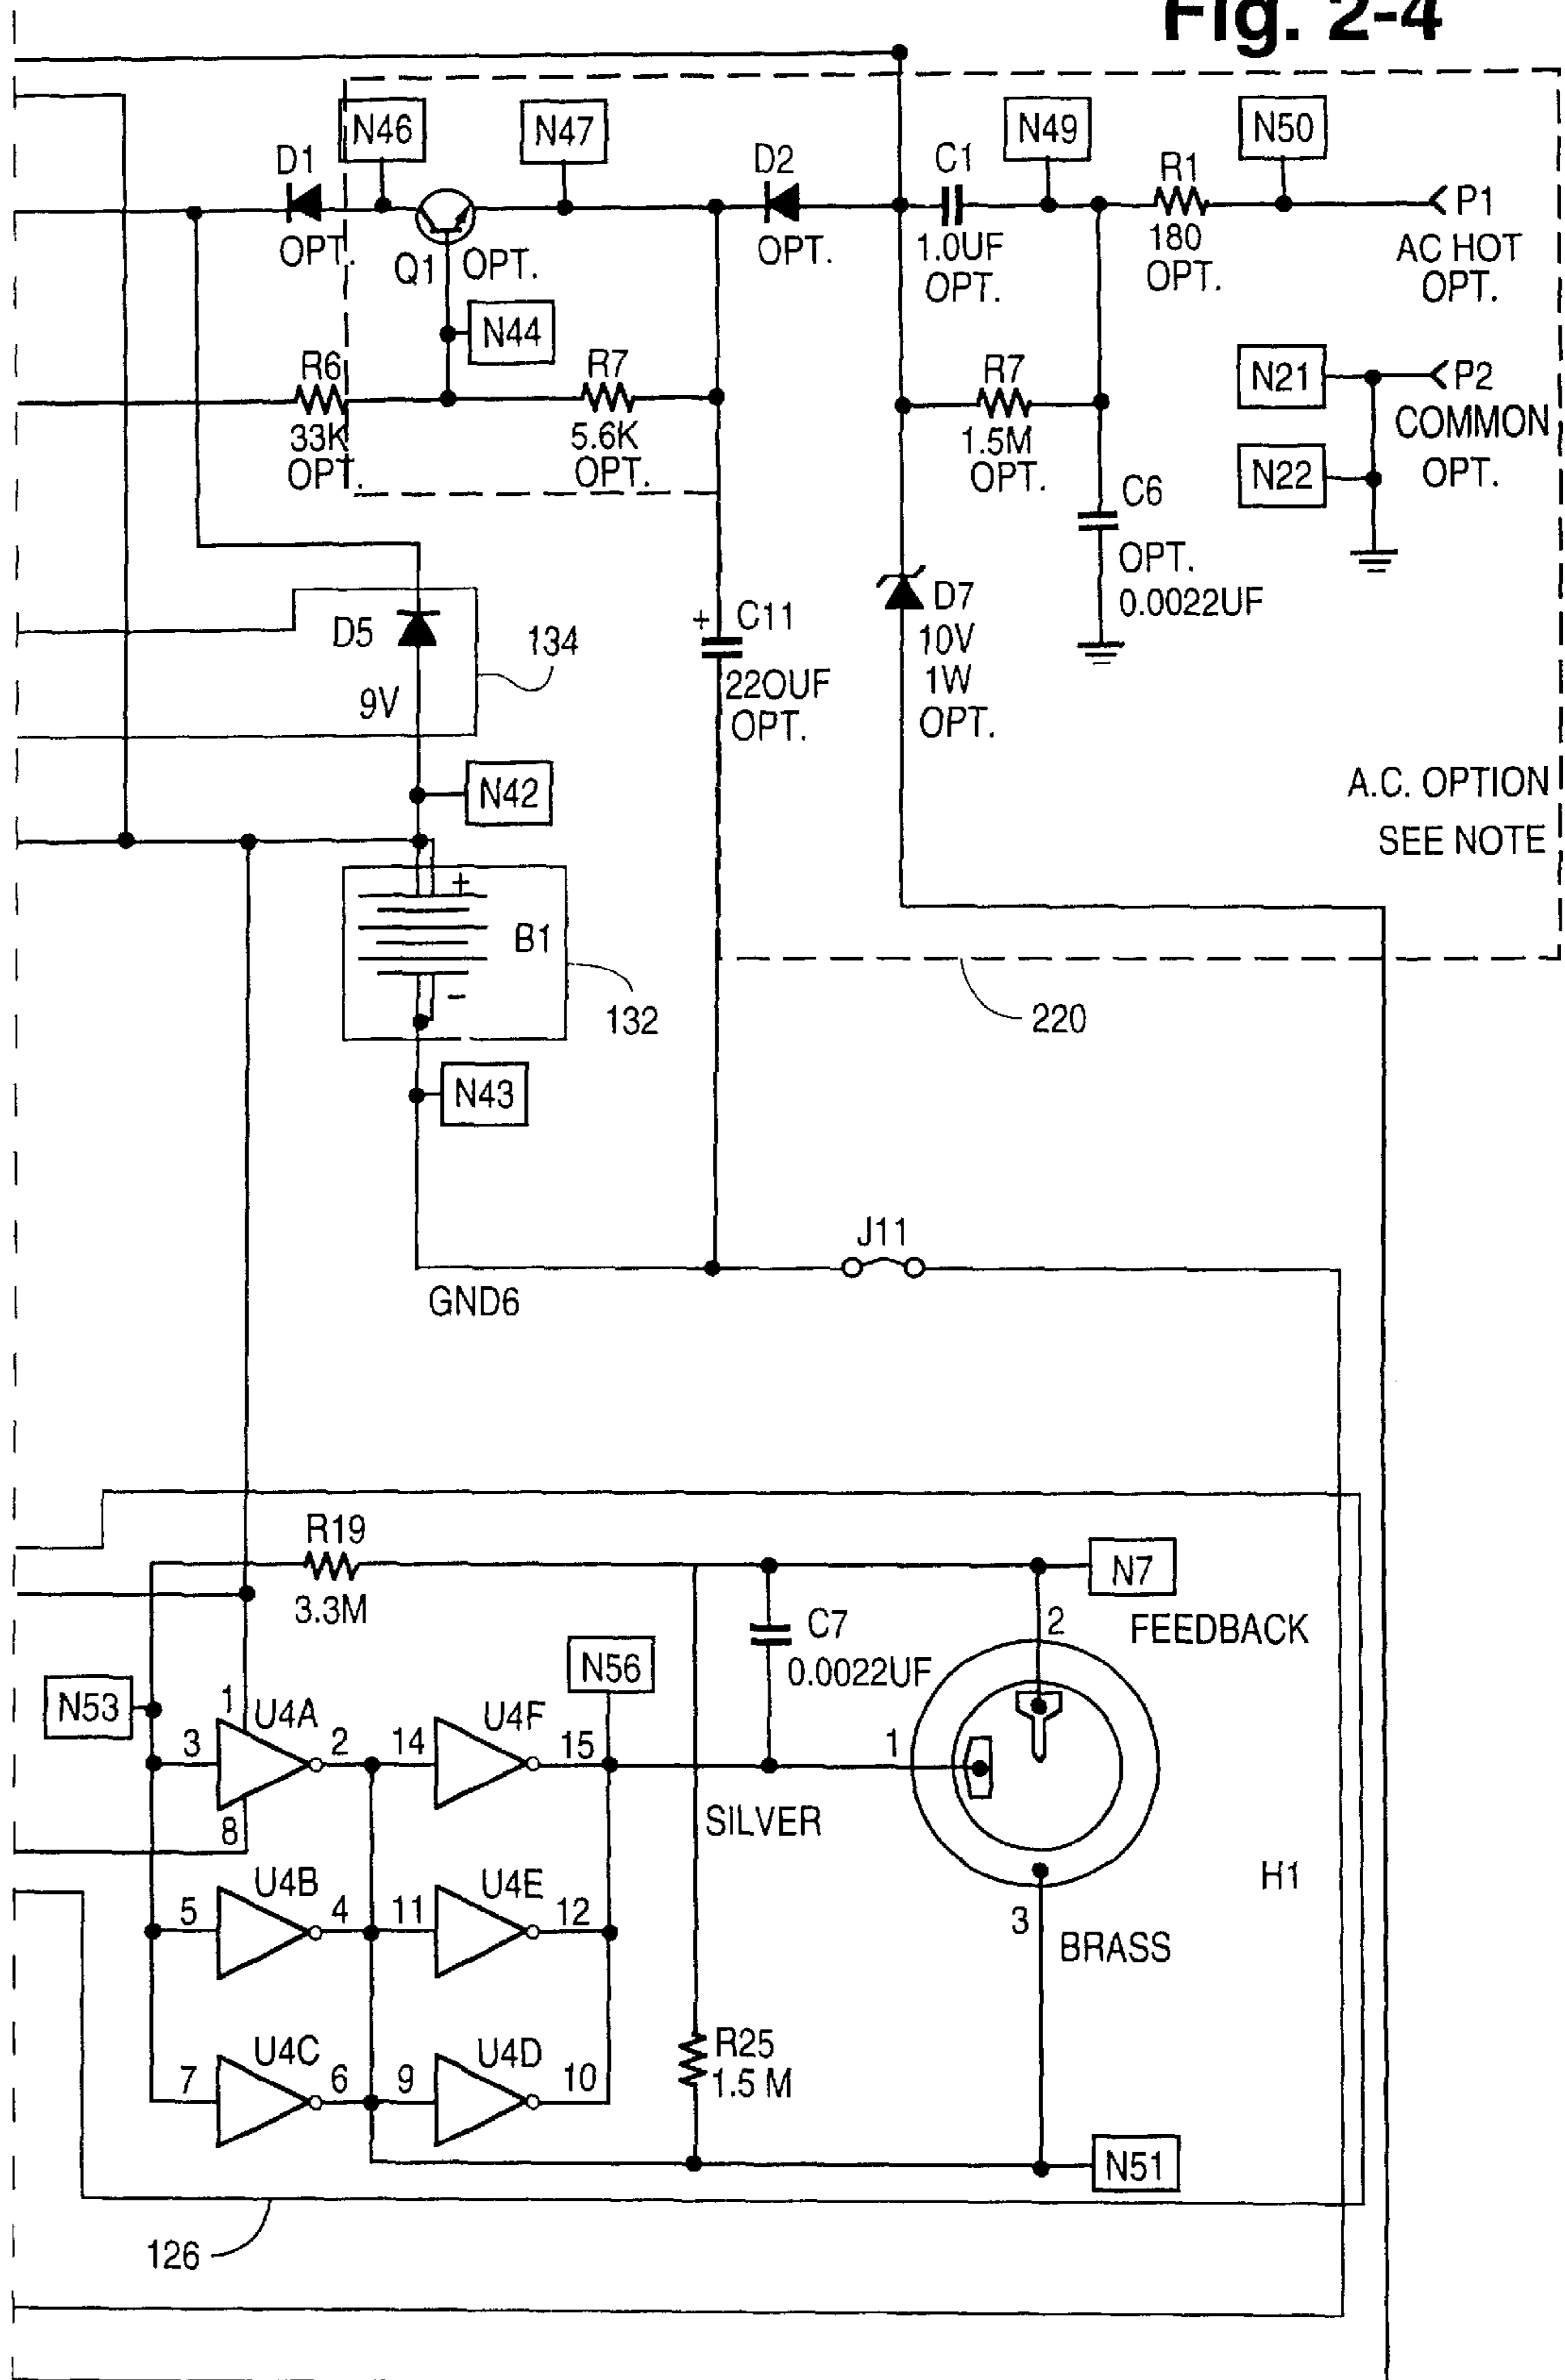 Fig. 2-4
N46
N47
N49
N50
D1
OPT.
Q1
OPT.
D2
OPT.
C1
1.0UF
OPT.
R1
180
OPT.
P1
AC HOT
OPT.
N44
R6
33K
OPT.
R7
5.6K
OPT.
R7
1.5M
OPT.
N21
P2
COMMON
OPT.
N22
C6
OPT.
0.0022UF
D5
9V
134
+
C11
22OUF
OPT.
D7
10V
1W
OPT.
N42
A.C. OPTION
SEE NOTE
+
B1
-
132
220
N43
J11
GND6
R19
3.3M
N7
FEEDBACK
2
C7
0.0022UF
N56
N53
1
U4A
3
2
8
14
U4F
15
1
SILVER
H1
U4B
5
4
11
U4E
12
3
BRASS
U4C
7
6
9
U4D
10
R25
1.5 M
N51
126